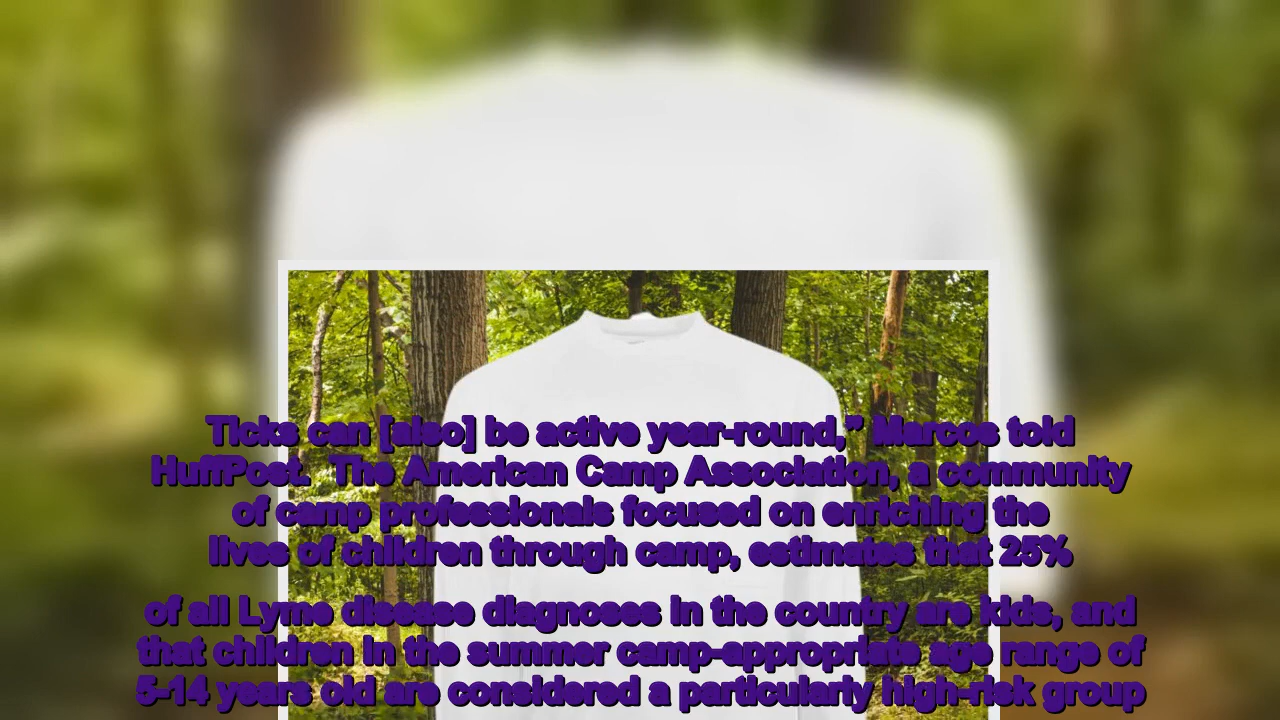 Ticks can [also] be active year-round," Marcos told
HuffPost. The American Camp Association, a community
of camp professionals focused on enriching the
lives of children through camp, estimates that 25%
of all Lyme disease diagnoses in the country are kids, and
that children in the summer camp-appropriate age range of
5-14 years old are considered a particularly high-risk group